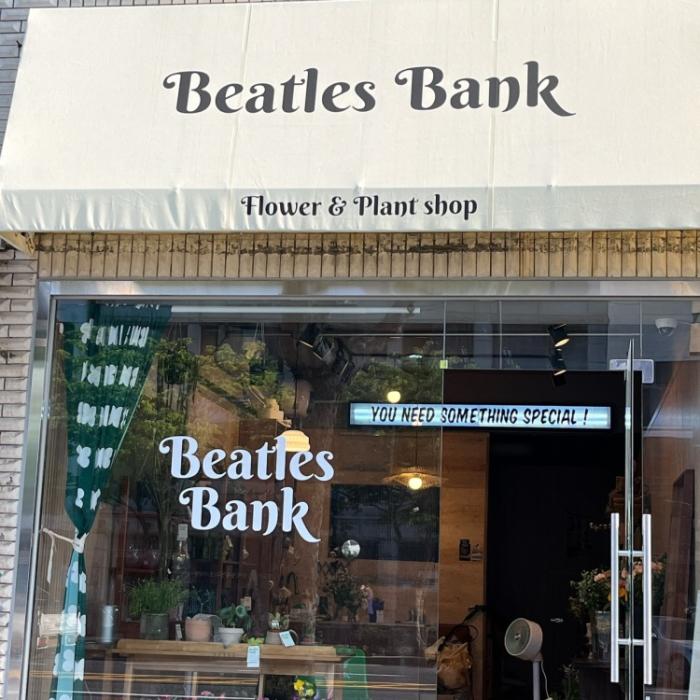 Beatles Bank
Flower & Plant shop
YOU NEED SOMETHING SPECIAL !
Beatles
Bank